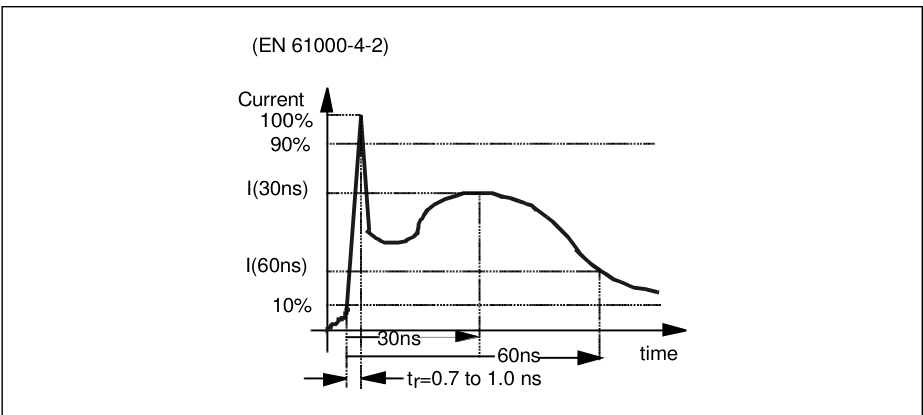 (EN 61000-4-2)
Current
100%
90%
I(30ns)
I(60ns)
10%
30ns
60ns
time
tr=0.7 to 1.0 ns